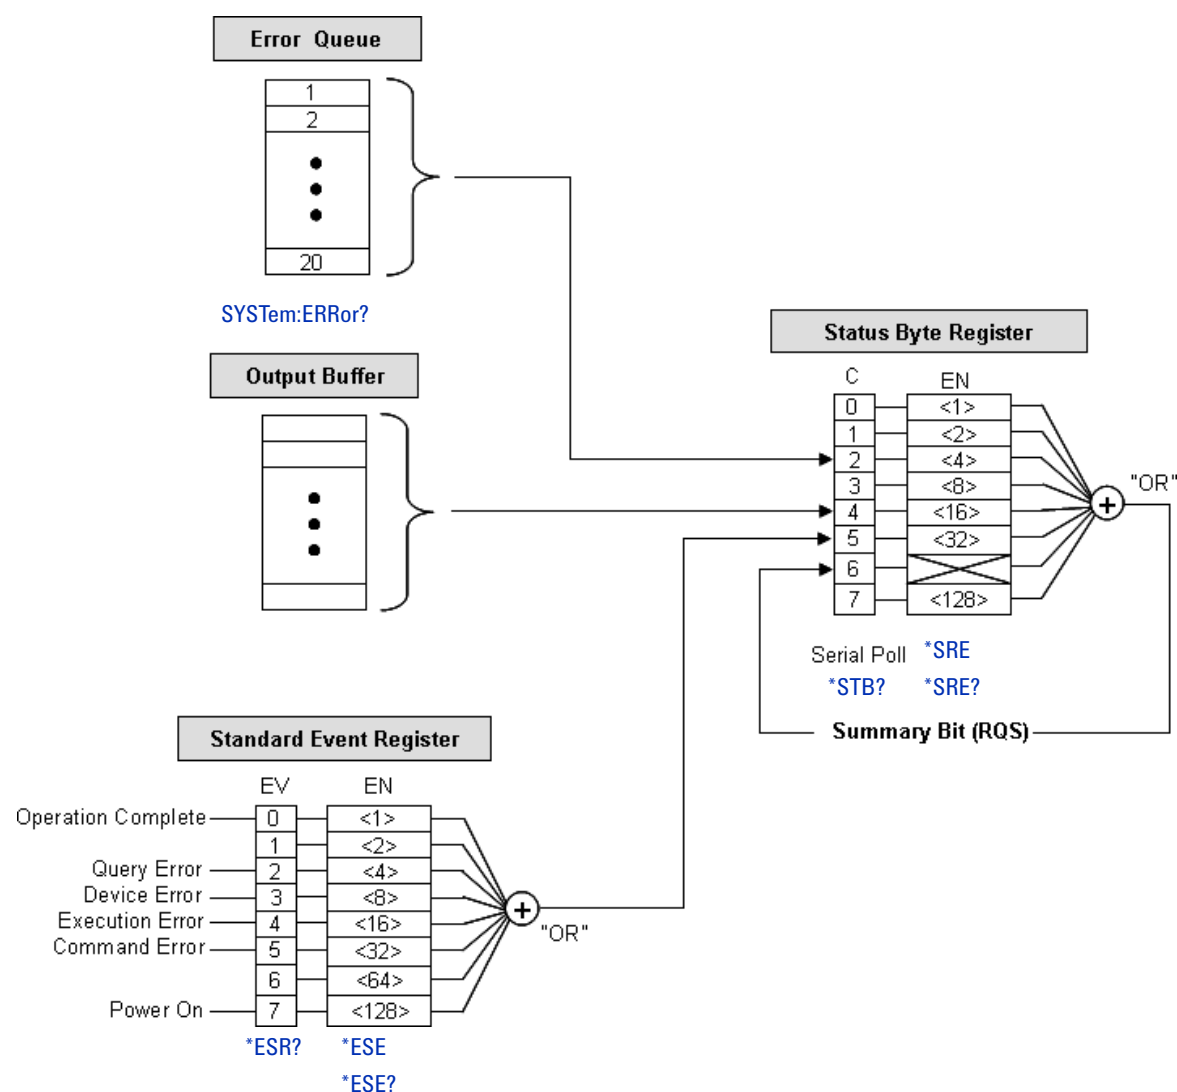 Error Queue
1
2
20
SYSTem:ERRor?
Output Buffer
Status Byte Register
C EN
0 <1>
1 <2>
2 <4>
3 <8>
4 <16>
5 <32>
6
7 <128>
"OR"
+
Serial Poll *SRE
*STB? *SRE?
Summary Bit (RQS)
Standard Event Register
EV EN
Operation Complete 0 <1>
1 <2>
Query Error 2 <4>
Device Error 3 <8>
Execution Error 4 <16>
Command Error 5 <32>
6 <64>
Power On 7 <128>
+
"OR"
*ESR? *ESE
*ESE?